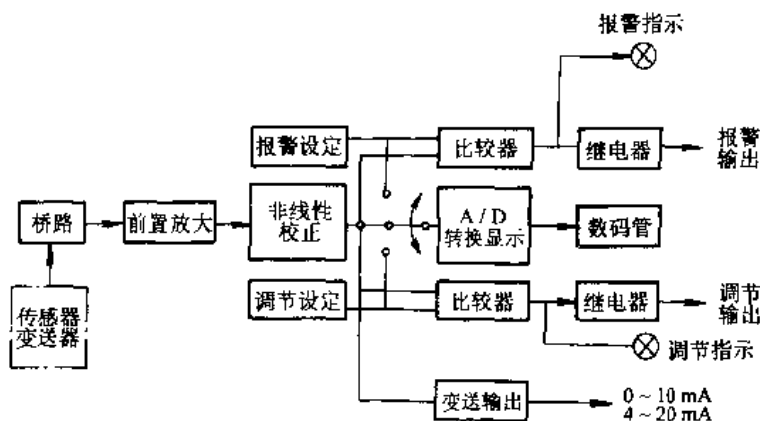 报警指示
报警设定
比较器
继电器
报警
输出
桥路
前置放大
非线性
校正
A/D
转换显示
数码管
传感器
变送器
调节设定
比较器
继电器
调节
输出
调节指示
变送输出
0~10 mA
4~20 mA